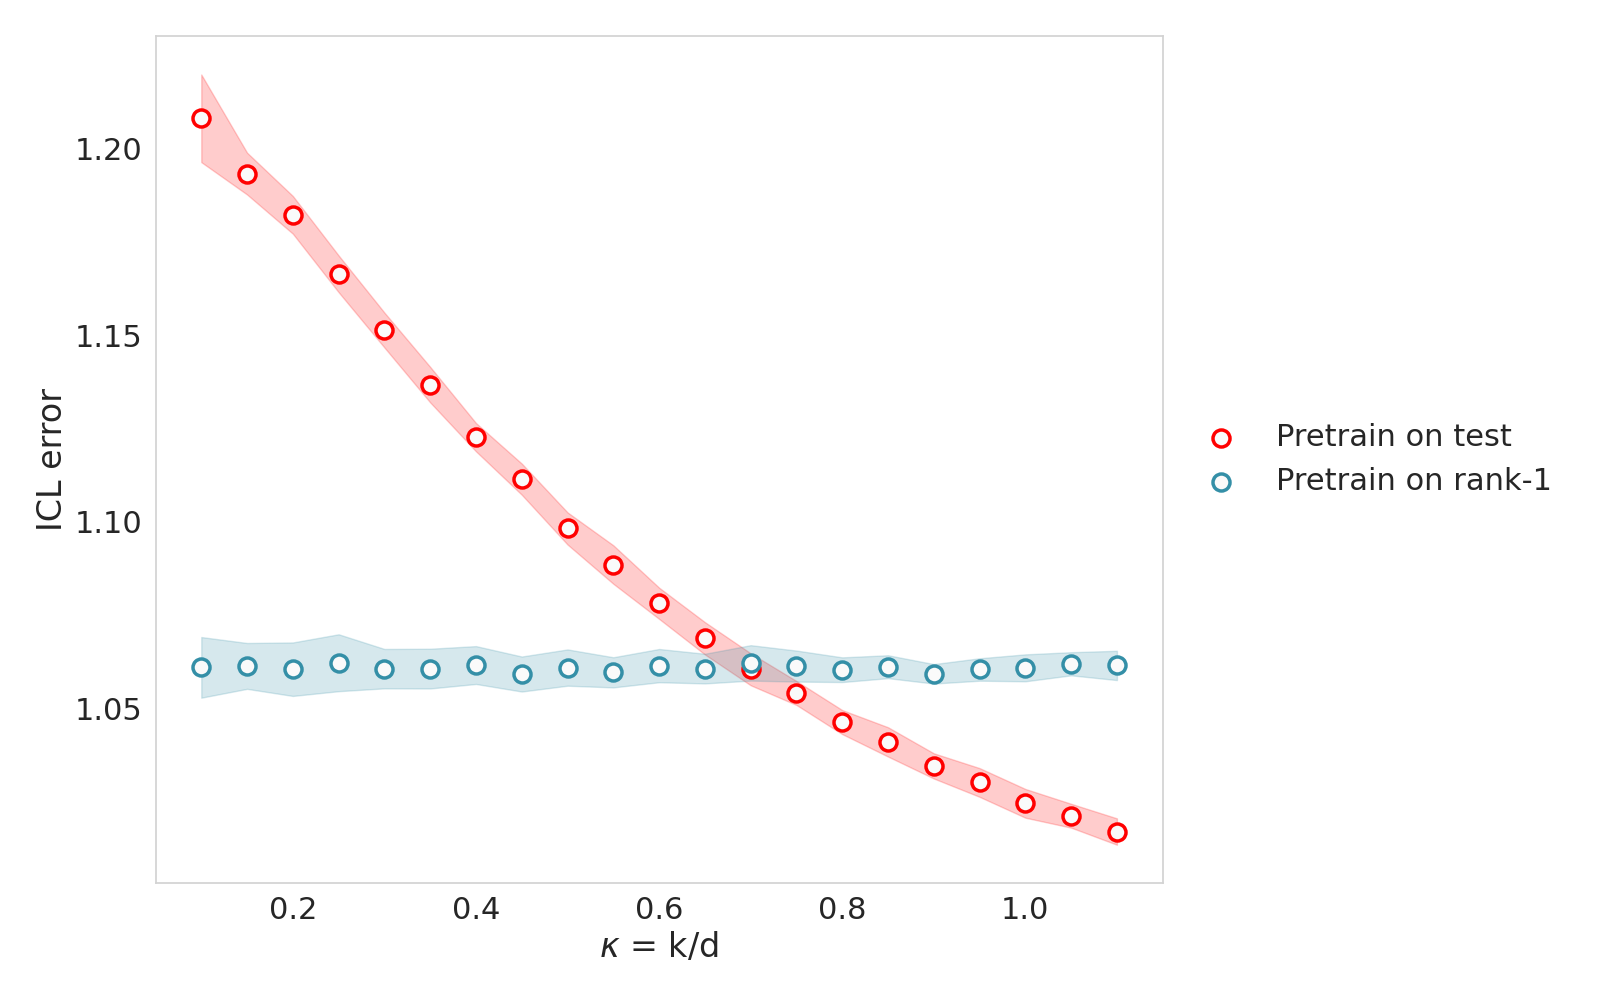 1.20
1.15
1.10
1.05
ICL error
0.2 0.4 0.6 0.8 1.0
κ = k/d
Pretrain on test
Pretrain on rank-1